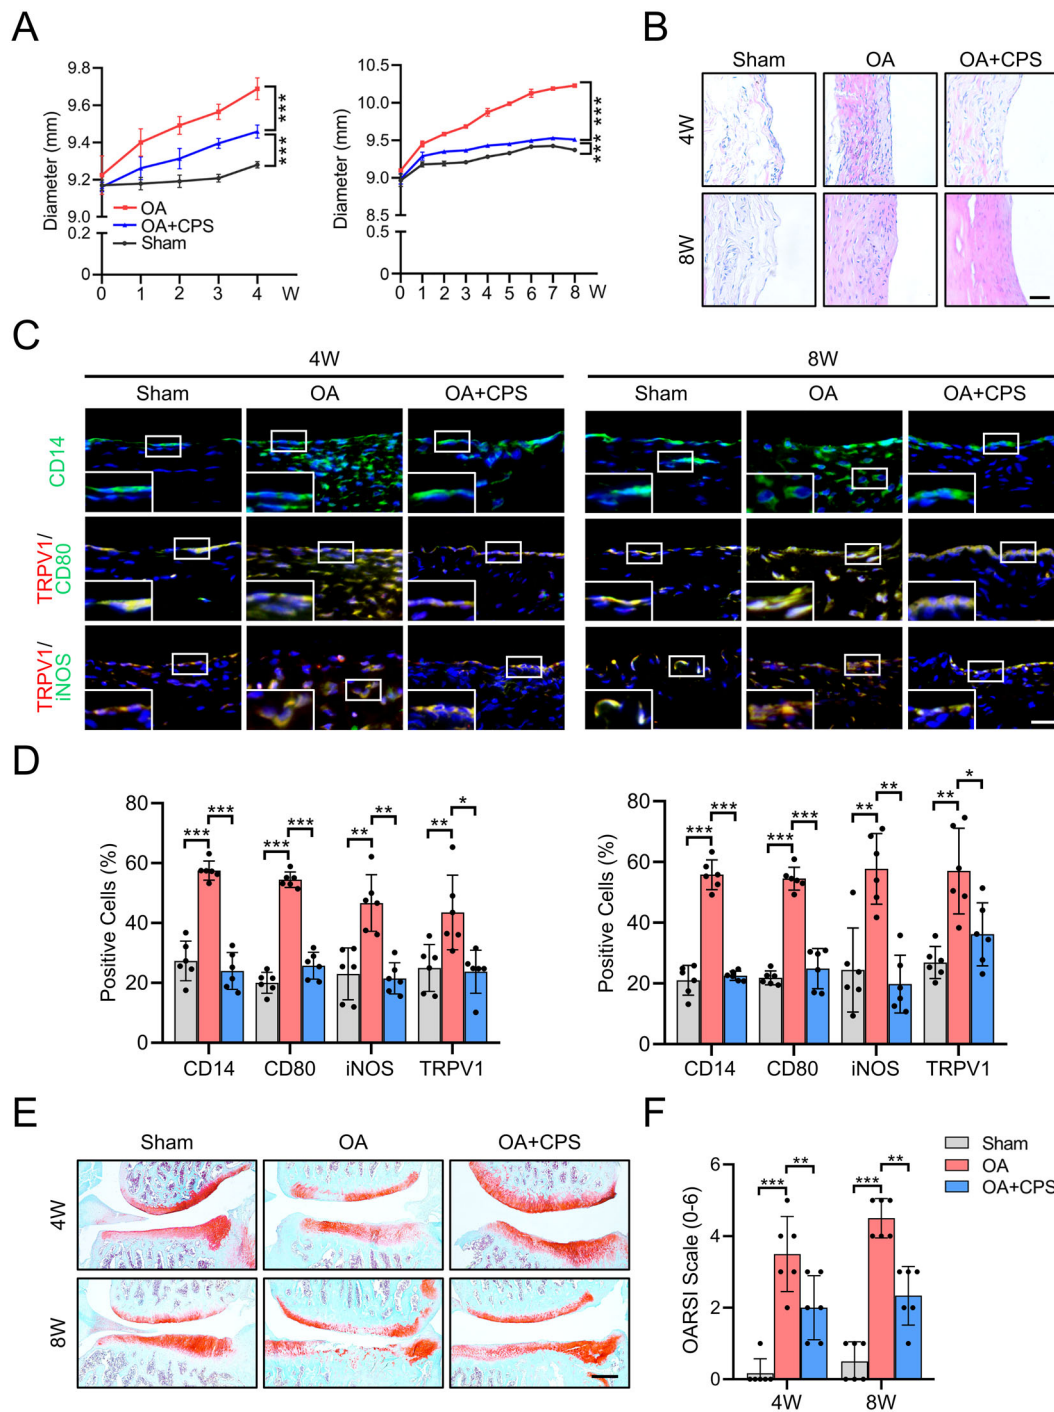 A
9.8
9.6
9.4
9.2
9.0
0.2
0
Diameter (mm)
OA
OA+CPS
Sham
***
***
0 1 2 3 4 W
10.5
10.0
9.5
9.0
8.5
0.5
0
Diameter (mm)
***
***
0 1 2 3 4 5 6 7 8 W
B
Sham OA OA+CPS
4W
8W
C
4W 8W
Sham OA OA+CPS Sham OA OA+CPS
CD14
TRPV1/
CD80
TRPV1/
iNOS
D
80
60
40
20
0
Positive Cells (%)
*** *** *** *** ** ** ** *
CD14 CD80 iNOS TRPV1
80
60
40
20
0
Positive Cells (%)
*** *** *** *** ** ** ** *
CD14 CD80 iNOS TRPV1
E
Sham OA OA+CPS
4W
8W
F
Sham
OA
OA+CPS
6
4
2
0
OARSI Scale (0-6)
*** ** *** **
4W 8W